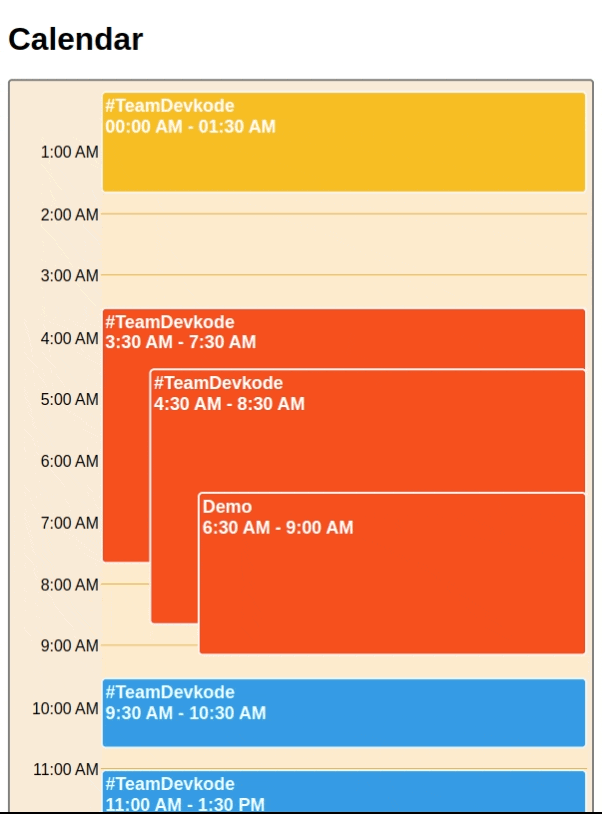 Calendar
#TeamDevkode
00:00 AM - 01:30 AM
1:00 AM
2:00 AM
3:00 AM
#TeamDevkode
3:30 AM - 7:30 AM
4:00 AM
#TeamDevkode
4:30 AM - 8:30 AM
5:00 AM
6:00 AM
Demo
6:30 AM - 9:00 AM
7:00 AM
8:00 AM
9:00 AM
#TeamDevkode
9:30 AM - 10:30 AM
10:00 AM
11:00 AM
#TeamDevkode
11:00 AM - 1:30 PM